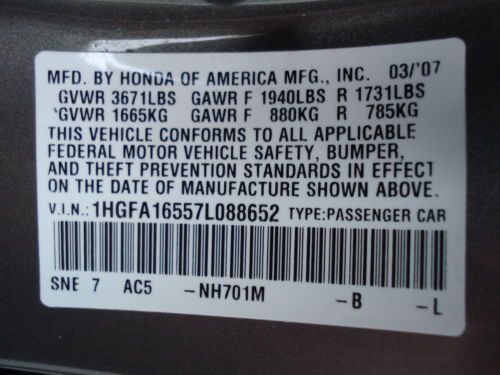 MFD. BY HONDA OF AMERICA MFG., INC. 03/'07
GVWR 3671LBS GAWR F 1940LBS R 1731LBS
'GVWR 1665KG GAWR F 880KG R 785KG
THIS VEHICLE CONFORMS TO ALL APPLICABLE
FEDERAL MOTOR VEHICLE SAFETY, BUMPER,
AND THEFT PREVENTION STANDARDS IN EFFECT
ON THE DATE OF MANUFACTURE SHOWN ABOVE.
V.I.N.: 1HGFA16557L088652 TYPE:PASSENGER CAR
SNE 7 AC5 -NH701M -B -L